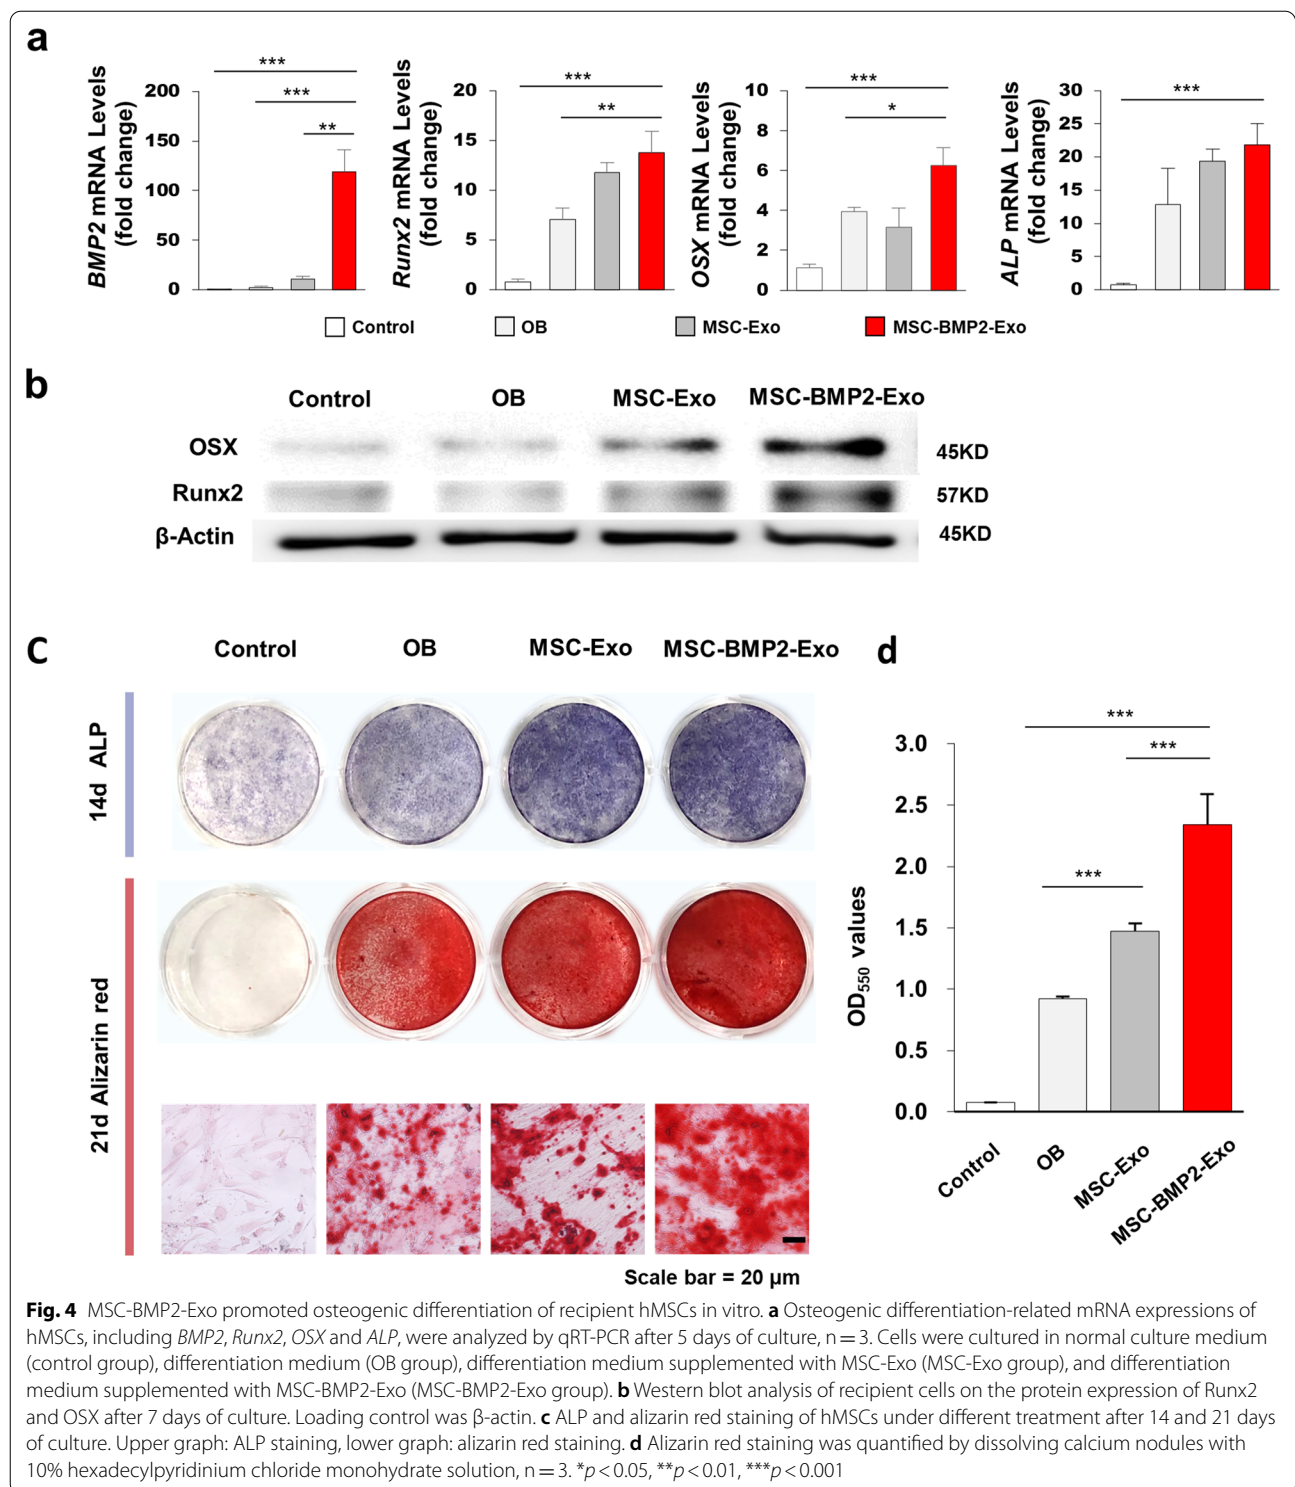 a
BMP2 mRNA Levels
(fold change)
200
150
100
50
0
***
***
**
Runx2 mRNA Levels
(fold change)
20
15
10
5
0
***
**
OSX mRNA Levels
(fold change)
10
8
6
4
2
0
***
*
ALP mRNA Levels
(fold change)
30
25
20
15
10
5
0
***
Control OB MSC-Exo MSC-BMP2-Exo
b
Control OB MSC-Exo MSC-BMP2-Exo
OSX 45KD
Runx2 57KD
β-Actin 45KD
c
Control OB MSC-Exo MSC-BMP2-Exo
14d ALP
21d Alizarin red
Scale bar = 20 μm
d
***
***
***
OD550 values
3.0
2.5
2.0
1.5
1.0
0.5
0.0
Control
OB
MSC-Exo
MSC-BMP2-Exo
Fig. 4 MSC-BMP2-Exo promoted osteogenic differentiation of recipient hMSCs in vitro. a Osteogenic differentiation-related mRNA expressions of
hMSCs, including BMP2, Runx2, OSX and ALP, were analyzed by qRT-PCR after 5 days of culture, n = 3. Cells were cultured in normal culture medium
(control group), differentiation medium (OB group), differentiation medium supplemented with MSC-Exo (MSC-Exo group), and differentiation
medium supplemented with MSC-BMP2-Exo (MSC-BMP2-Exo group). b Western blot analysis of recipient cells on the protein expression of Runx2
and OSX after 7 days of culture. Loading control was β-actin. c ALP and alizarin red staining of hMSCs under different treatment after 14 and 21 days
of culture. Upper graph: ALP staining, lower graph: alizarin red staining. d Alizarin red staining was quantified by dissolving calcium nodules with
10% hexadecylpyridinium chloride monohydrate solution, n = 3. *p < 0.05, **p < 0.01, ***p < 0.001